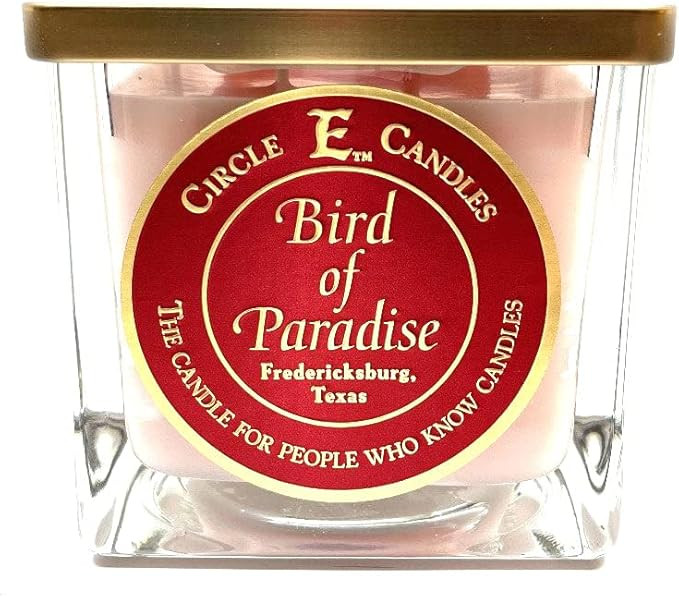 CIRCLE E™ CANDLES
Bird
of
Paradise
Fredericksburg,
Texas
THE CANDLE FOR PEOPLE WHO KNOW CANDLES